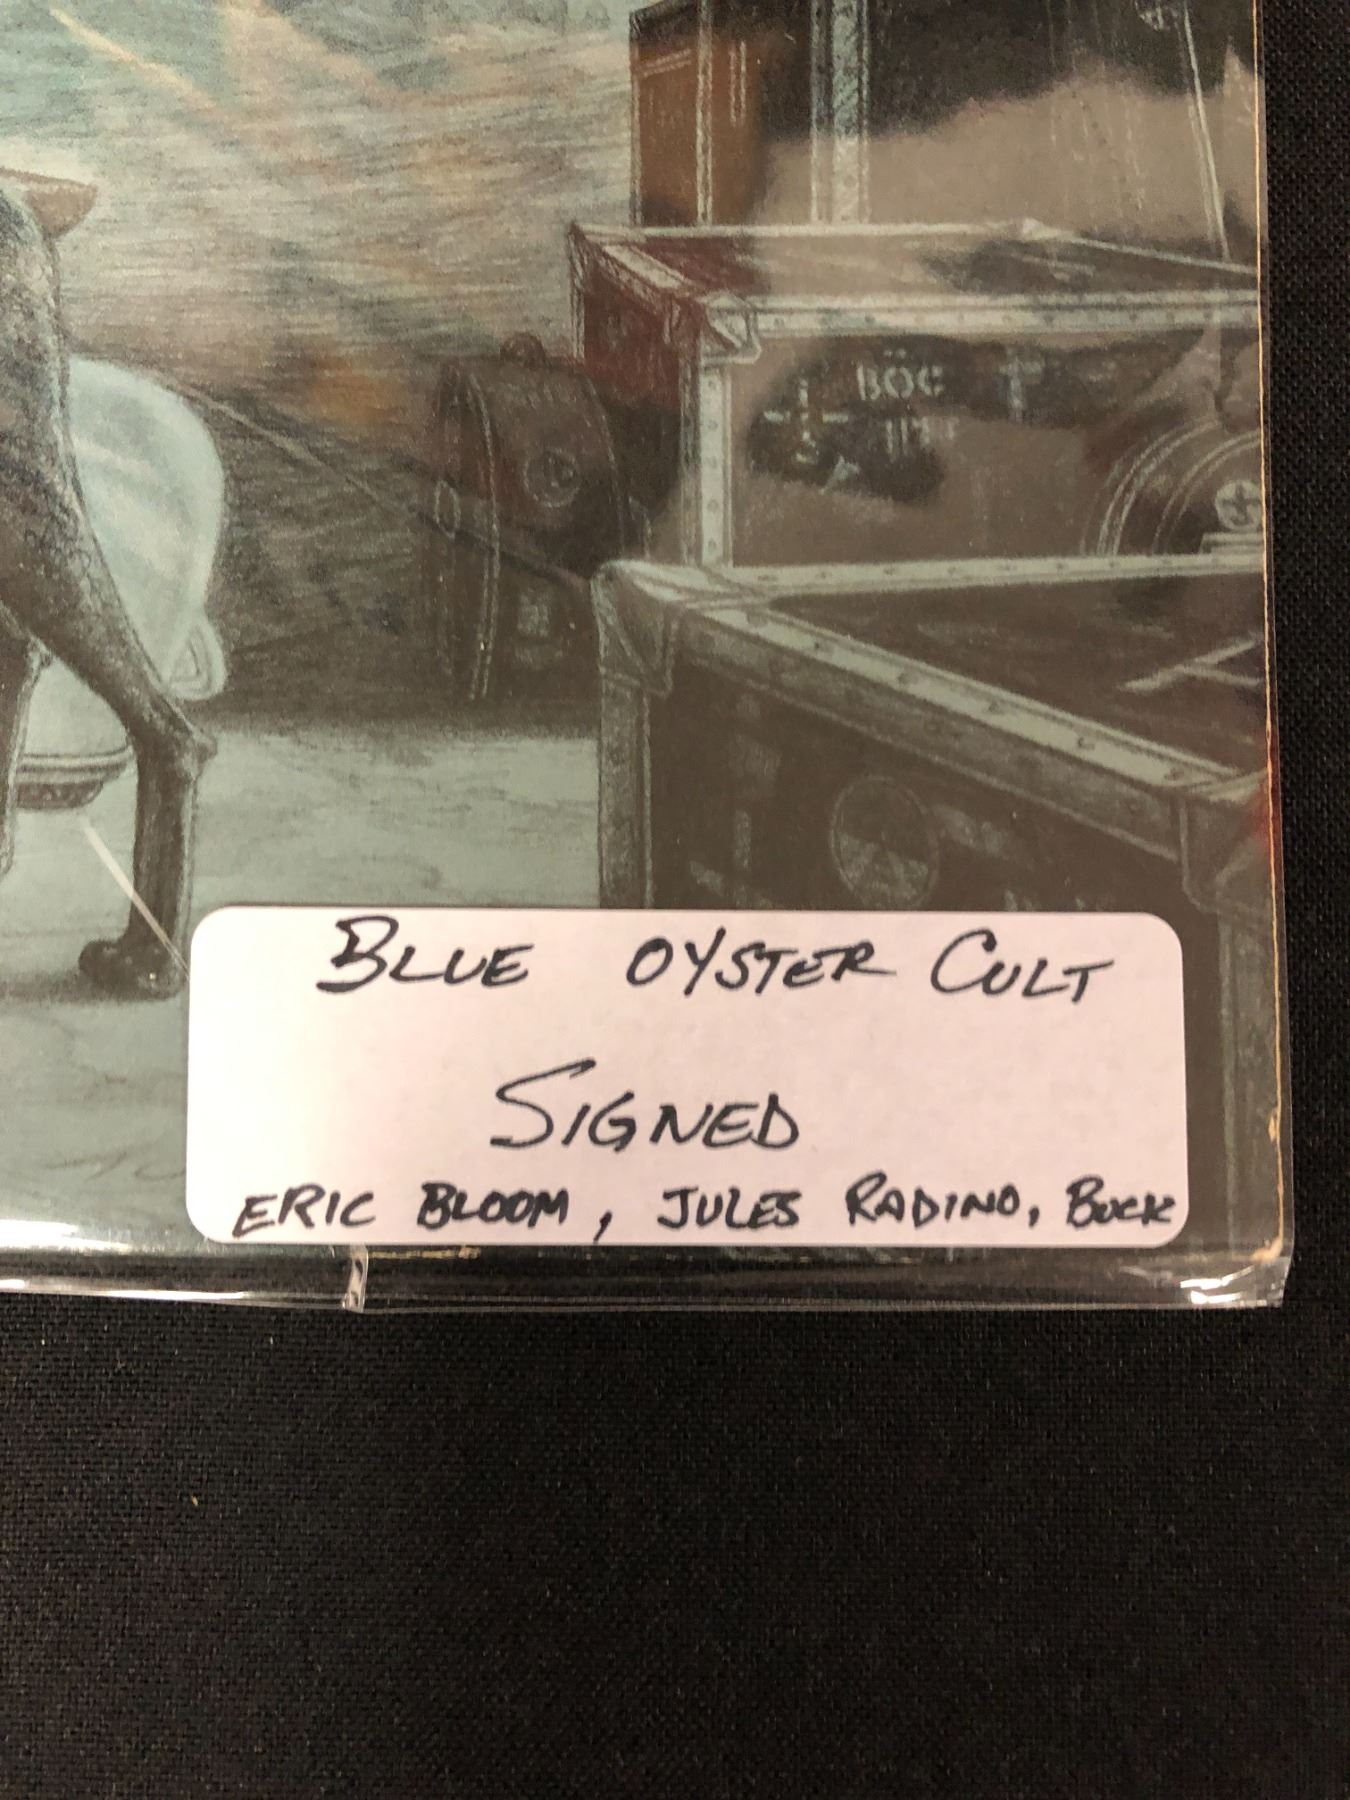 BÖC
BLUE OYSTER CULT
SIGNED
ERIC BLOOM, JULES RADINO, BUCK